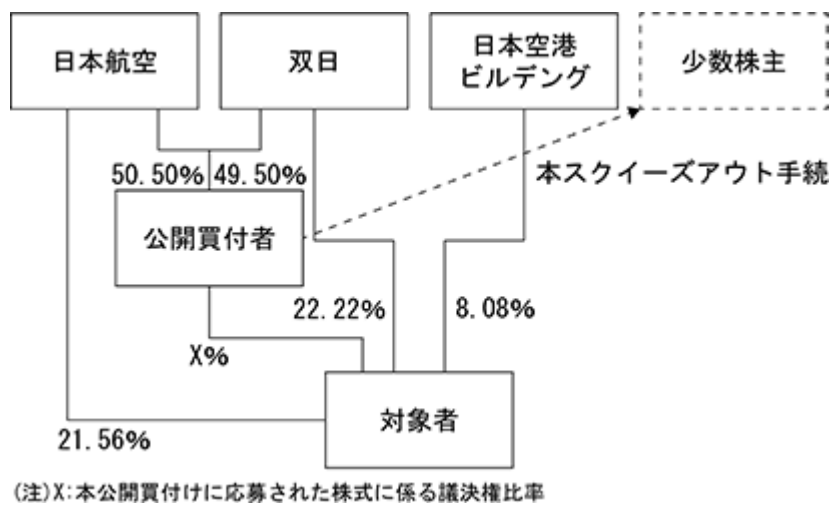 日本航空
双日
日本空港
ビルデング
少数株主
50.50%
49.50%
本スクイーズアウト手続
公開買付者
22.22%
8.08%
X%
対象者
21.56%
(注)X:本公開買付けに応募された株式に係る議決権比率